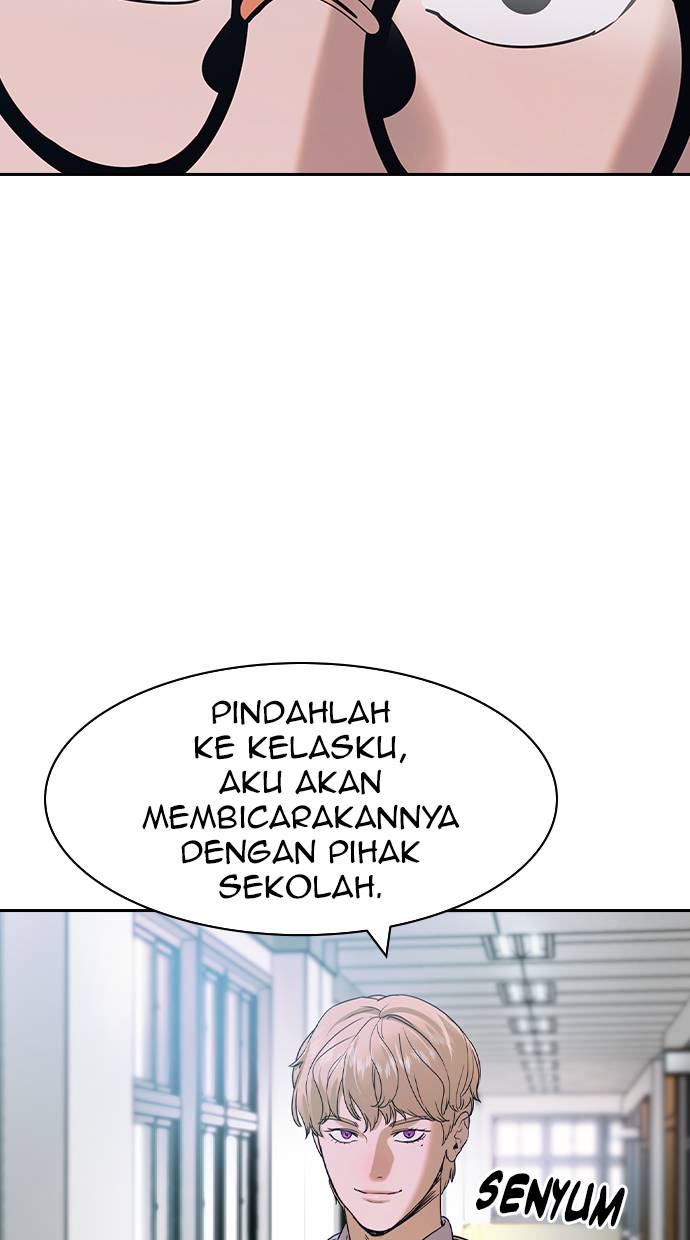 PINDAHLAH
KE KELASKU,
AKU AKAN
MEMBICARAKANNYA
DENGAN PIHAK
SEKOLAH.
SENYUM